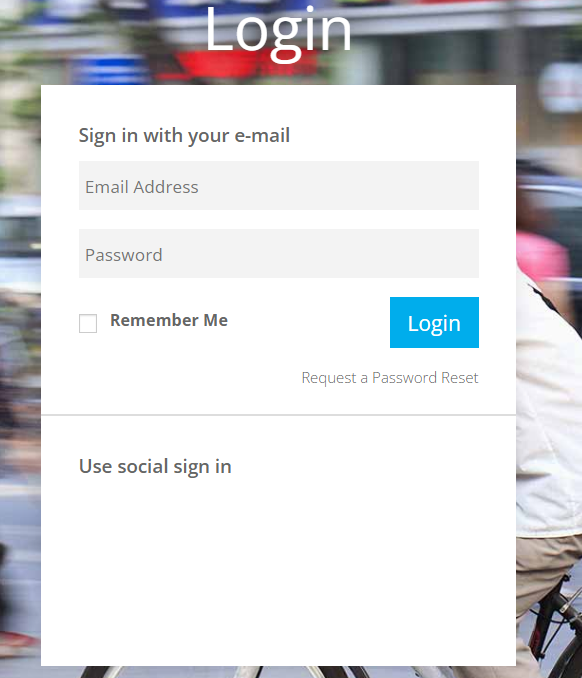 Login
Sign in with your e-mail
Email Address
Password
Remember Me
Login
Request a Password Reset
Use social sign in